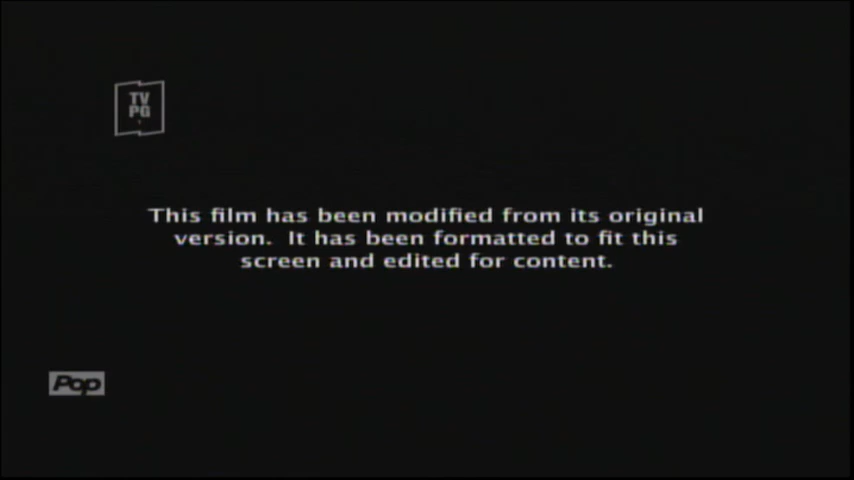 TV
PG
This film has been modified from its original
version. It has been formatted to fit this
screen and edited for content.
Pop